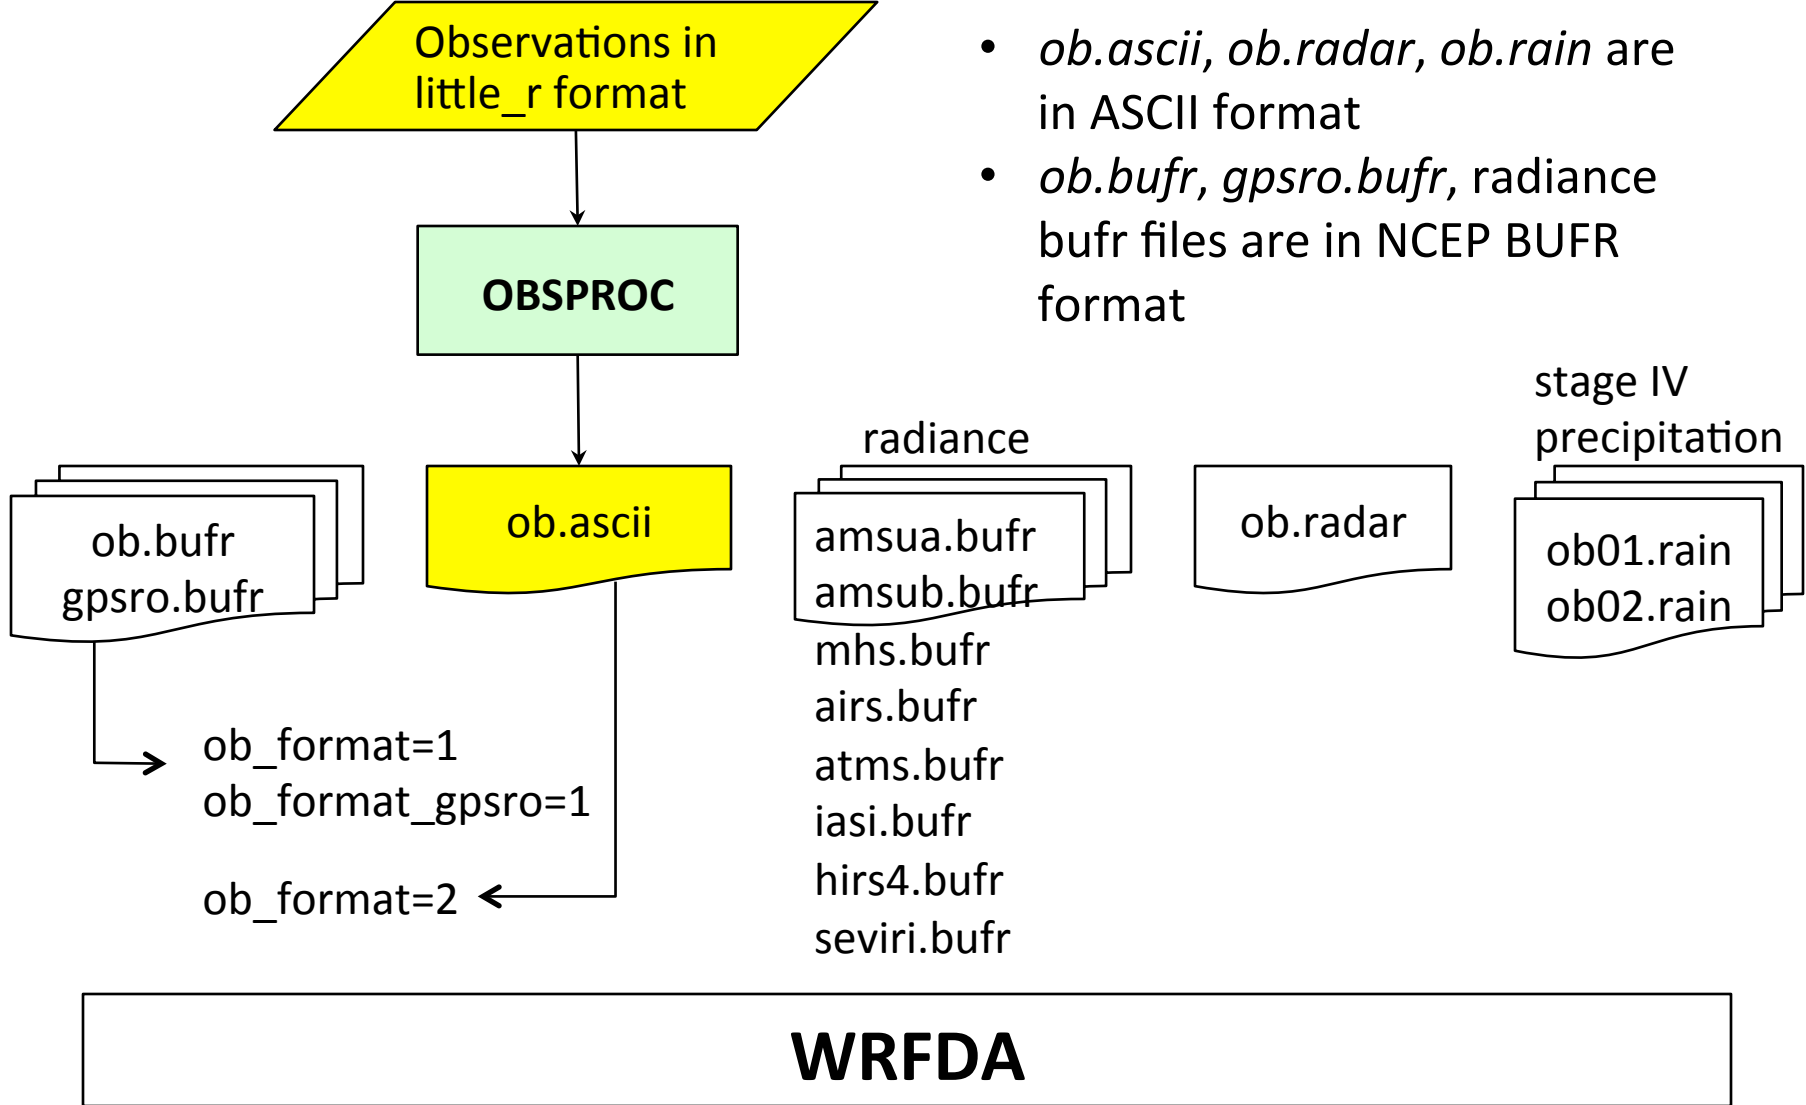 Observations in
little_r format
• ob.ascii, ob.radar, ob.rain are
in ASCII format
• ob.bufr, gpsro.bufr, radiance
bufr files are in NCEP BUFR
format
OBSPROC
stage IV
precipitation
radiance
ob.bufr
gpsro.bufr
ob.ascii
amsua.bufr
amsub.bufr
mhs.bufr
airs.bufr
atms.bufr
iasi.bufr
hirs4.bufr
seviri.bufr
ob.radar
ob01.rain
ob02.rain
ob_format=1
ob_format_gpsro=1
ob_format=2
WRFDA